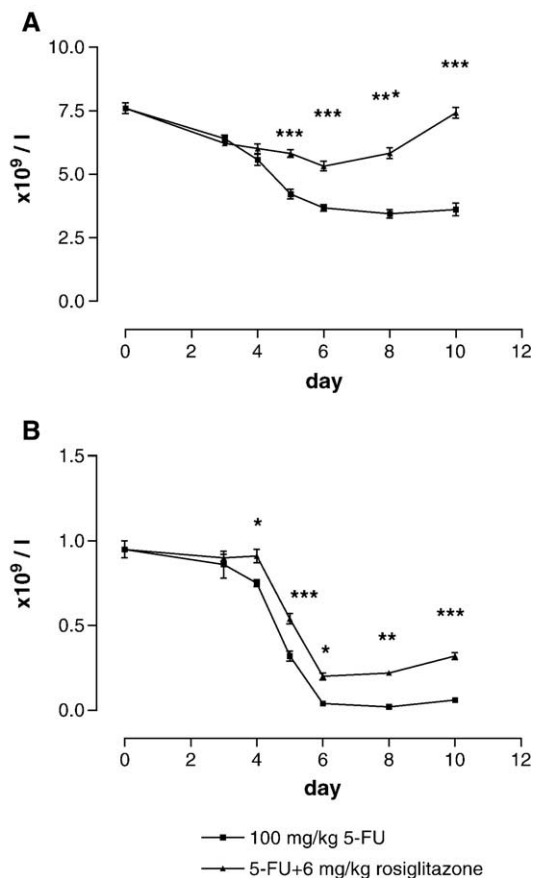 A
10.0
***
***
***
***
7.5
x10⁹ / l
5.0
2.5
0.0
0 2 4 6 8 10 12
day
B
1.5
*
1.0
***
***
x10⁹ / l
*
**
0.5
0.0
0 2 4 6 8 10 12
day
100 mg/kg 5-FU
5-FU+6 mg/kg rosiglitazone